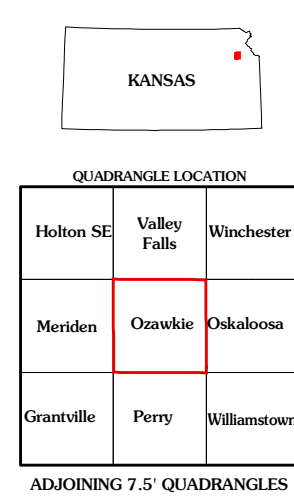 KANSAS
QUADRANGLE LOCATION
Holton SE
Valley
Falls
Winchester
Meriden
Ozawkie
Oskaloosa
Grantville
Perry
Williamstown
ADJOINING 7.5' QUADRANGLES